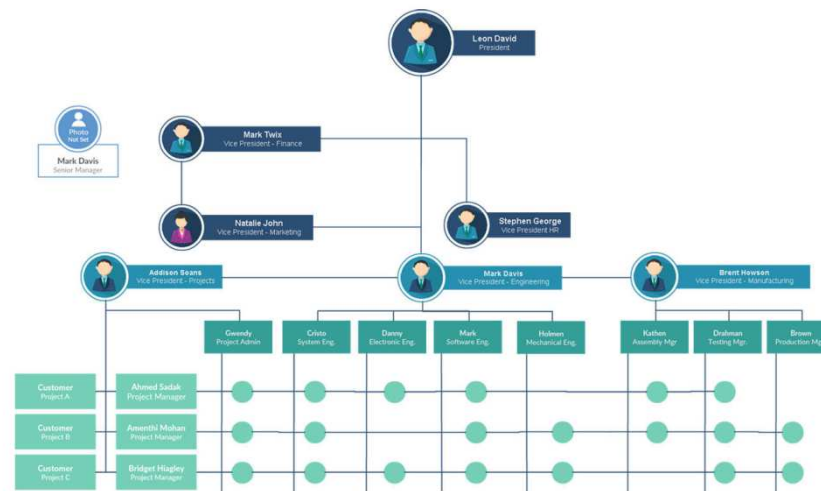 Leon David
President
Photo
Not Set
Mark Davis
Senior Manager
Mark Twix
Vice President - Finance
Natalie John
Vice President - Marketing
Stephen George
Vice President HR
Addison Seans
Vice President - Projects
Mark Davis
Vice President - Engineering
Brent Howson
Vice President - Manufacturing
Gwendy
Project Admin
Cristo
System Eng.
Danny
Electronic Eng.
Mark
Software Eng.
Holmen
Mechanical Eng.
Kathen
Assembly Mgr
Drahman
Testing Mgr.
Brown
Production Mg
Customer
Project A
Ahmed Sadak
Project Manager
Customer
Project B
Amenthi Mohan
Project Manager
Customer
Project C
Bridget Hiagley
Project Manager